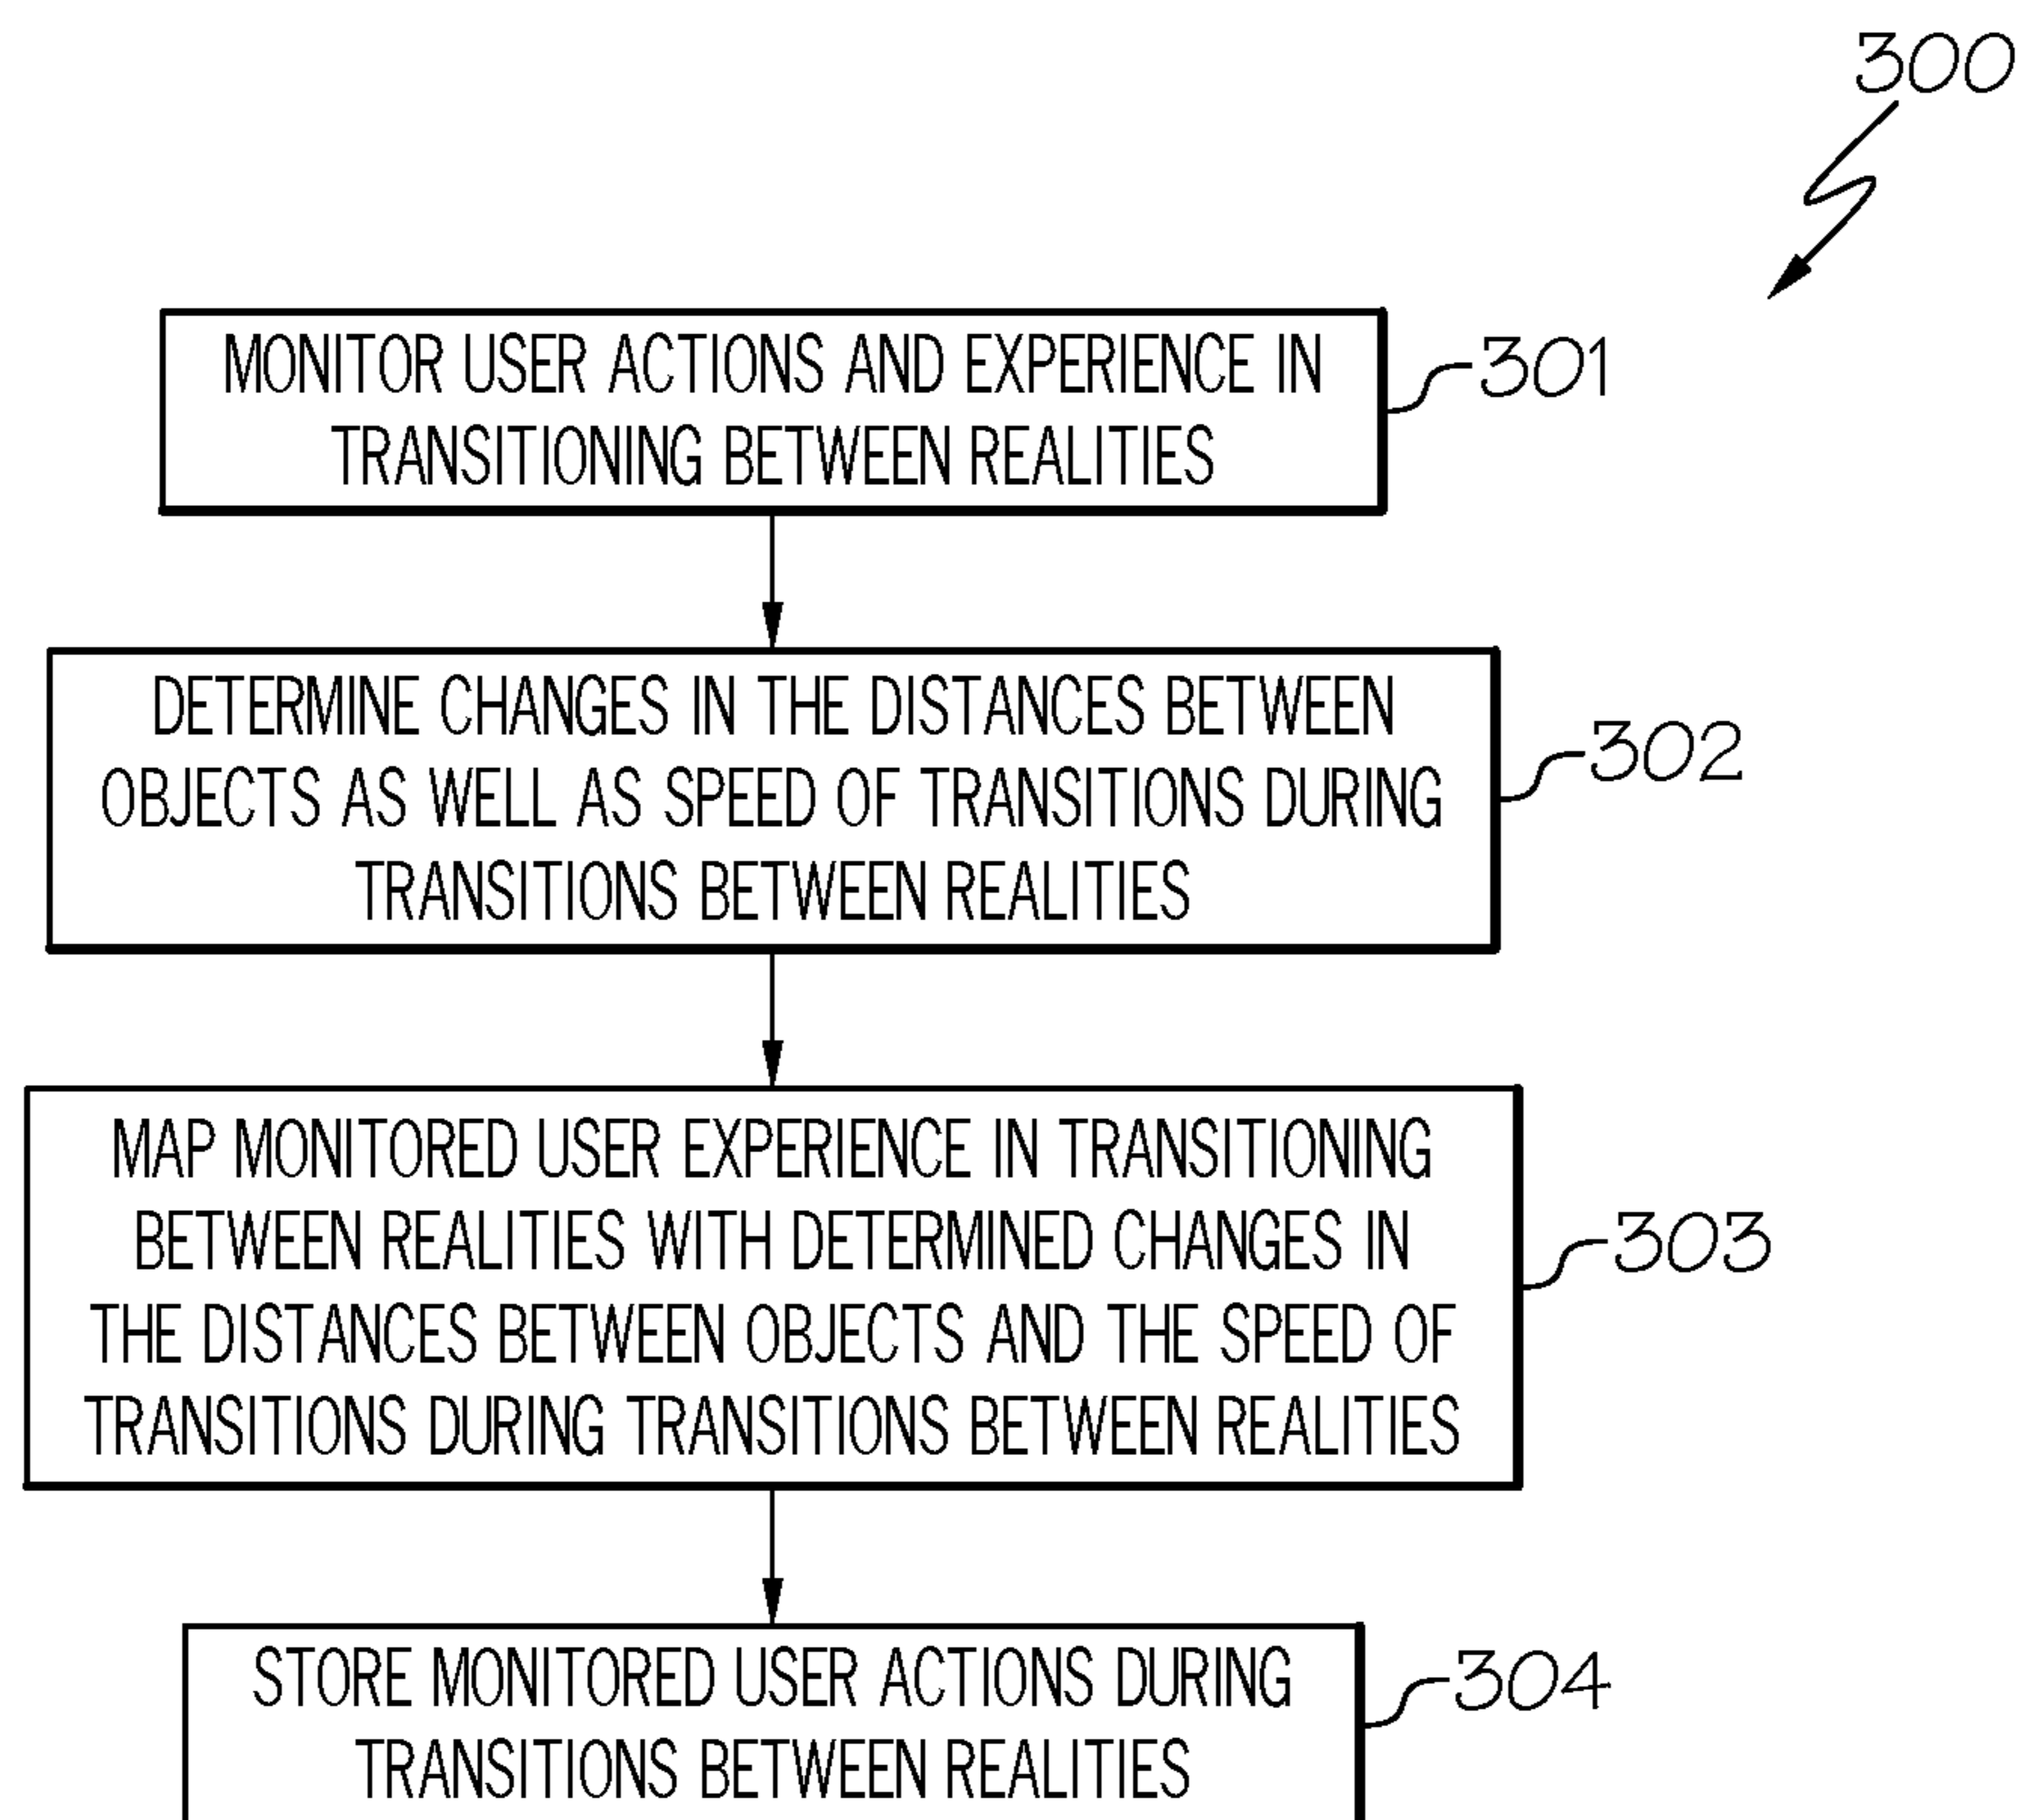 300
MONITOR USER ACTIONS AND EXPERIENCE IN
TRANSITIONING BETWEEN REALITIES
301
DETERMINE CHANGES IN THE DISTANCES BETWEEN
OBJECTS AS WELL AS SPEED OF TRANSITIONS DURING
TRANSITIONS BETWEEN REALITIES
302
MAP MONITORED USER EXPERIENCE IN TRANSITIONING
BETWEEN REALITIES WITH DETERMINED CHANGES IN
THE DISTANCES BETWEEN OBJECTS AND THE SPEED OF
TRANSITIONS DURING TRANSITIONS BETWEEN REALITIES
303
STORE MONITORED USER ACTIONS DURING
TRANSITIONS BETWEEN REALITIES
304